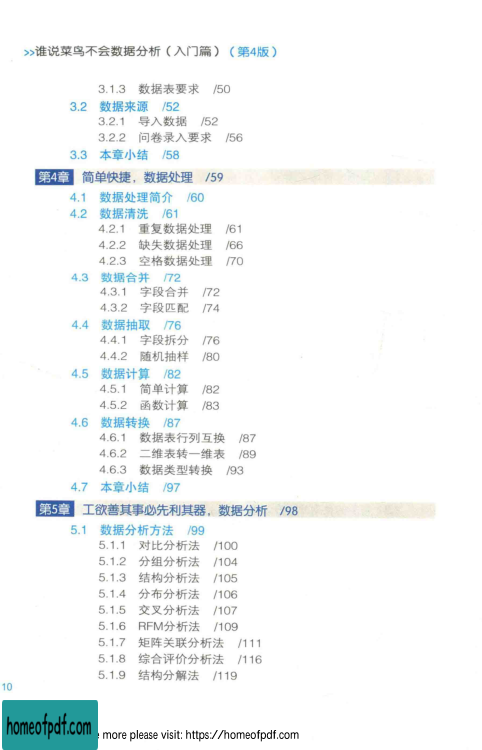 >>谁说菜鸟不会数据分析(入门篇)(第4版)
3.1.3 数据表要求 /50
3.2 数据来源 /52
3.2.1 导入数据 /52
3.2.2 问卷录入要求 /56
3.3 本章小结 /58
第4章 简单快捷,数据处理 /59
4.1 数据处理简介 /60
4.2 数据清洗 /61
4.2.1 重复数据处理 /61
4.2.2 缺失数据处理 /66
4.2.3 空格数据处理 /70
4.3 数据合并 /72
4.3.1 字段合并 /72
4.3.2 字段匹配 /74
4.4 数据抽取 /76
4.4.1 字段拆分 /76
4.4.2 随机抽样 /80
4.5 数据计算 /82
4.5.1 简单计算 /82
4.5.2 函数计算 /83
4.6 数据转换 /87
4.6.1 数据表行列互换 /87
4.6.2 二维表转一维表 /89
4.6.3 数据类型转换 /93
4.7 本章小结 /97
第5章 工欲善其事必先利其器,数据分析 /98
5.1 数据分析方法 /99
5.1.1 对比分析法 /100
5.1.2 分组分析法 /104
5.1.3 结构分析法 /105
5.1.4 分布分析法 /106
5.1.5 交叉分析法 /107
5.1.6 RFM分析法 /109
5.1.7 矩阵关联分析法 /111
5.1.8 综合评价分析法 /116
5.1.9 结构分解法 /119
10
homeofpdf.com
more please visit: https://homeofpdf.com